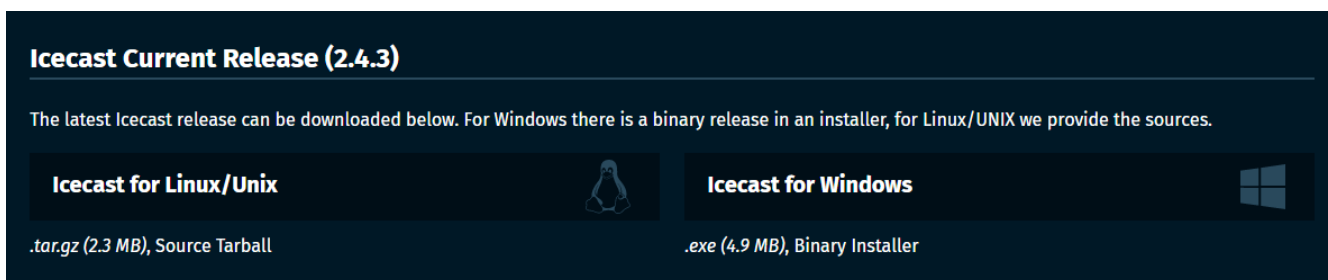 Icecast Current Release (2.4.3)
The latest Icecast release can be downloaded below. For Windows there is a binary release in an installer, for Linux/UNIX we provide the sources.
Icecast for Linux/Unix
Icecast for Windows
.tar.gz (2.3 MB), Source Tarball
.exe (4.9 MB), Binary Installer